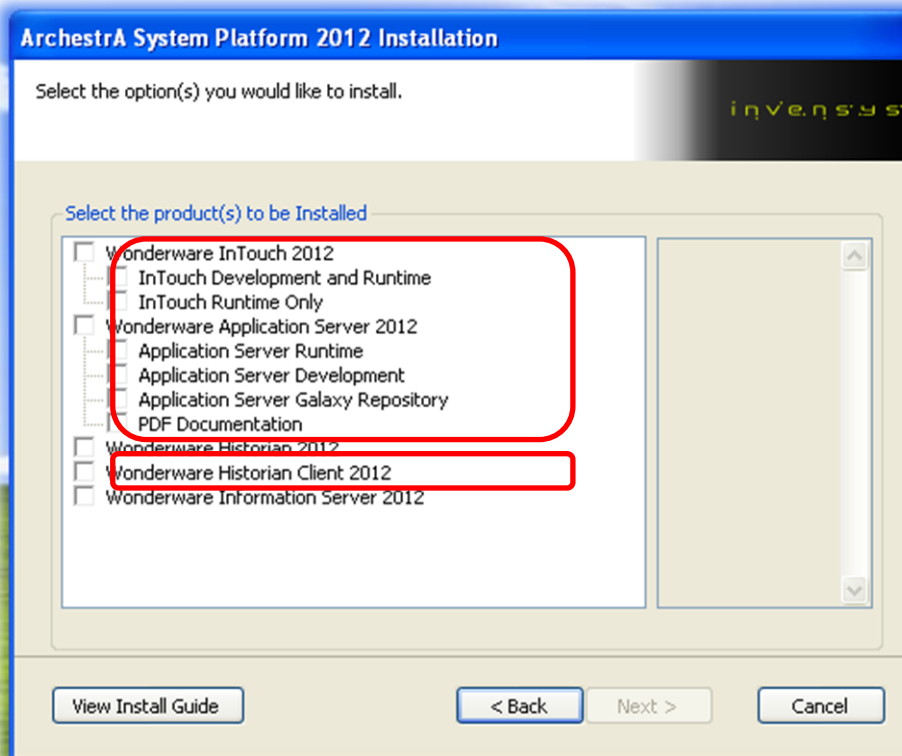 ArchestrA System Platform 2012 Installation
Select the option(s) you would like to install.
invensys
Select the product(s) to be Installed
Wonderware InTouch 2012
InTouch Development and Runtime
InTouch Runtime Only
Wonderware Application Server 2012
Application Server Runtime
Application Server Development
Application Server Galaxy Repository
PDF Documentation
Wonderware Historian 2012
Wonderware Historian Client 2012
Wonderware Information Server 2012
View Install Guide
< Back
Next >
Cancel